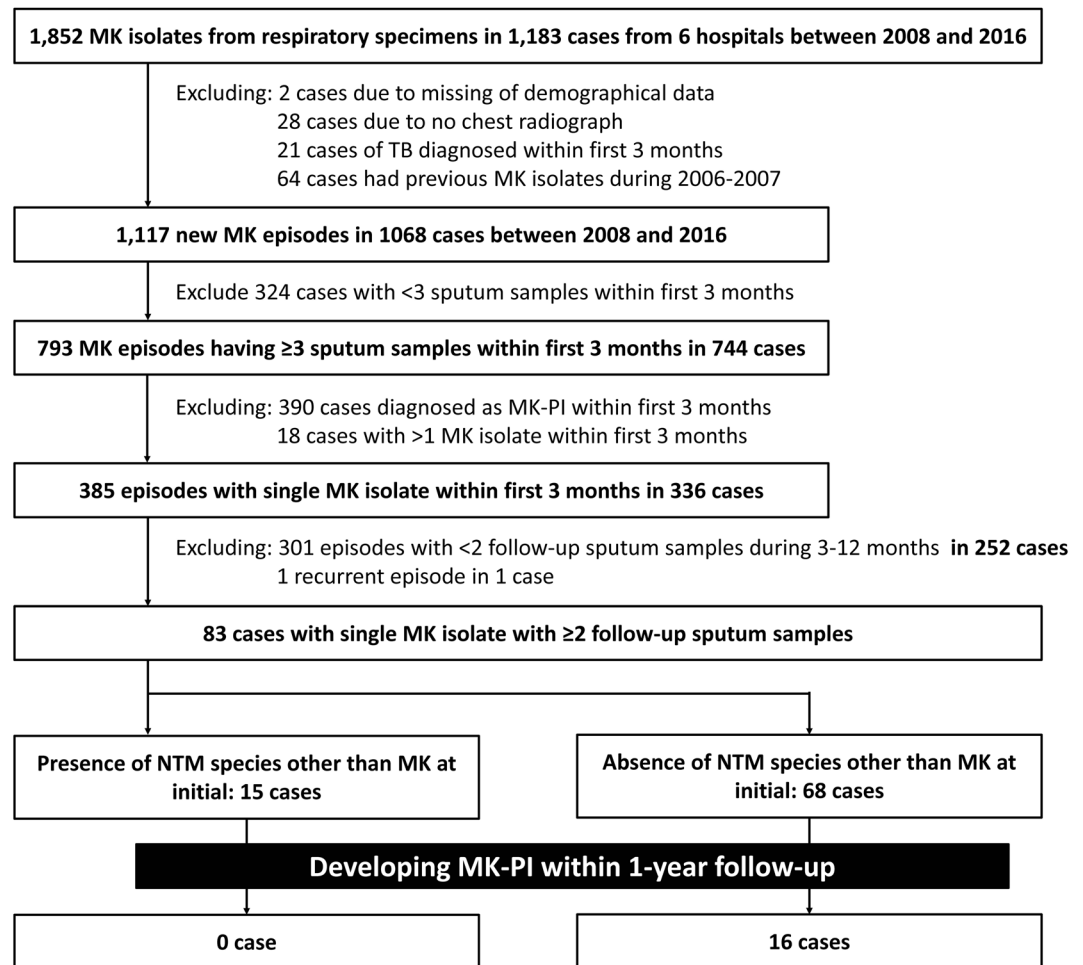 1,852 MK isolates from respiratory specimens in 1,183 cases from 6 hospitals between 2008 and 2016
Excluding: 2 cases due to missing of demographical data
28 cases due to no chest radiograph
21 cases of TB diagnosed within first 3 months
64 cases had previous MK isolates during 2006-2007
1,117 new MK episodes in 1068 cases between 2008 and 2016
Exclude 324 cases with <3 sputum samples within first 3 months
793 MK episodes having ≥3 sputum samples within first 3 months in 744 cases
Excluding: 390 cases diagnosed as MK-PI within first 3 months
18 cases with >1 MK isolate within first 3 months
385 episodes with single MK isolate within first 3 months in 336 cases
Excluding: 301 episodes with <2 follow-up sputum samples during 3-12 months in 252 cases
1 recurrent episode in 1 case
83 cases with single MK isolate with ≥2 follow-up sputum samples
Presence of NTM species other than MK at
initial: 15 cases
Absence of NTM species other than MK at
initial: 68 cases
Developing MK-PI within 1-year follow-up
0 case
16 cases